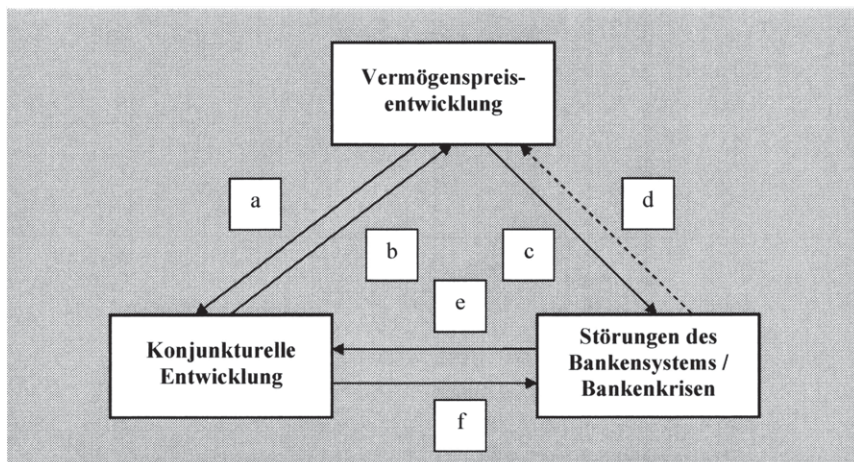 Vermögenspreis-
entwicklung
a
d
b
c
e
Konjunkturelle
Entwicklung
Störungen des
Bankensystems /
Bankenkrisen
f